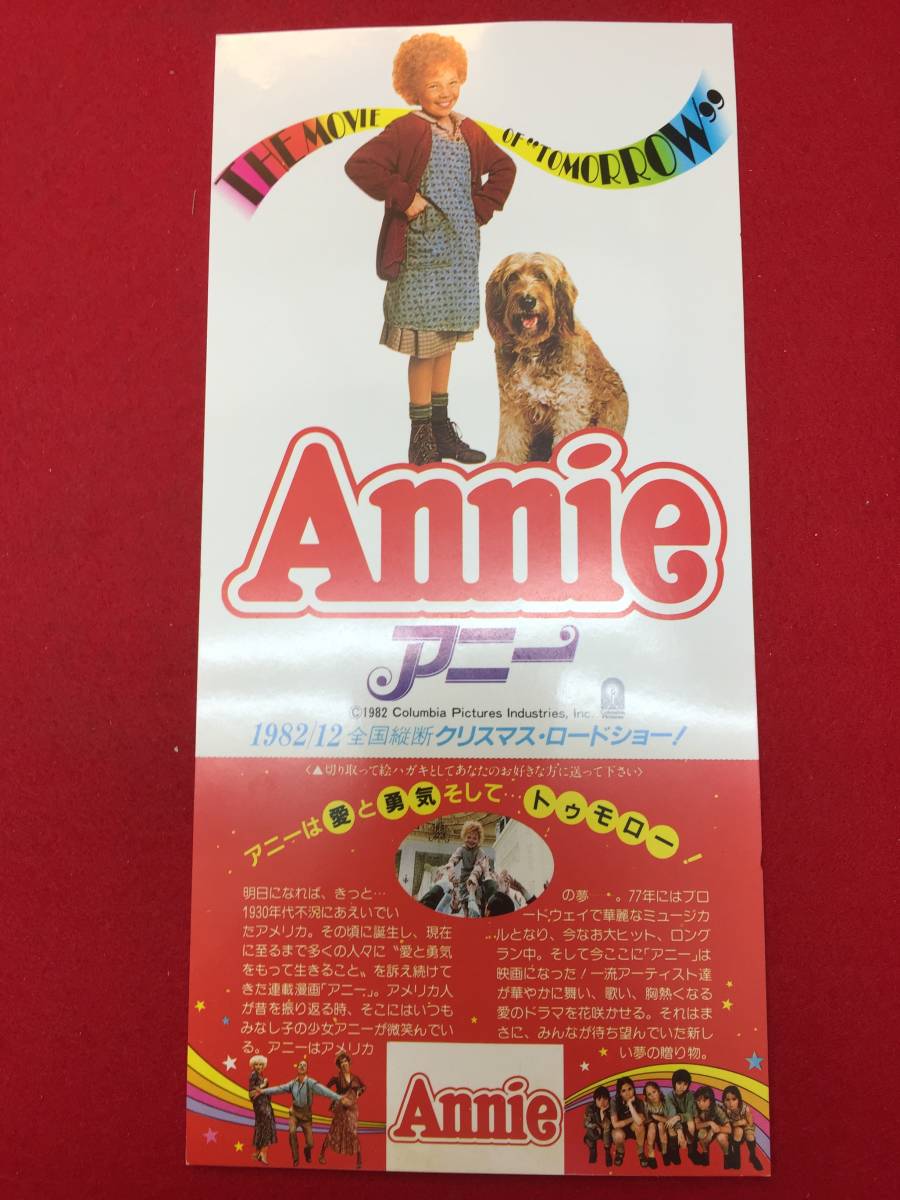 THE MOVIE OF "TOMORROW"
Annie
アニー
©1982 Columbia Pictures Industries, Inc.
1982/12 全国縦断 クリスマス・ロードショー!
〈▲切り取って絵ハガキとしてあなたのお好きな方に送って下さい〉
アニーは愛と勇気そして…トゥモロー!
明日になれば、きっと…
1930年代不況にあえいでい
たアメリカ。その頃に誕生し、現在
に至るまで多くの人々に〝愛と勇気
をもって生きること〟を訴え続けて
きた連載漫画「アニー」。アメリカ人
が昔を振り返る時、そこにはいつも
みなし子の少女アニーが微笑んでい
る。アニーはアメリカ
の夢…。77年にはブロ
ードウェイで華麗なミュージカ
ルとなり、今なお大ヒット、ロング
ラン中。そして今ここに「アニー」は
映画になった!一流アーティスト達
が華やかに舞い、歌い、胸熱くなる
愛のドラマを花咲かせる。それはま
さに、みんなが待ち望んでいた新し
い夢の贈り物。
Annie